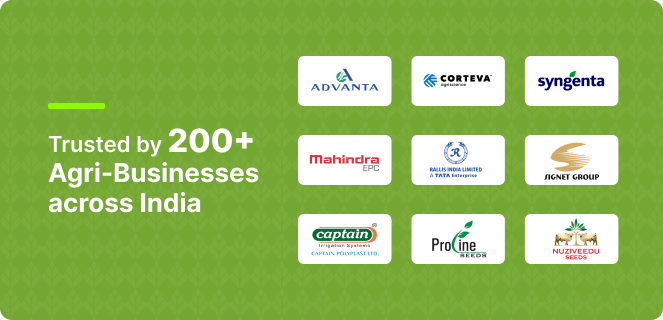 Trusted by 200+
Agri-Businesses
across India
ADVANTA
CORTEVA
agriscience
syngenta
Mahindra
EPC
R
RALLIS INDIA LIMITED
A TATA Enterprise
SIGNET GROUP
captain®
Irrigation Systems
CAPTAIN POLYPLAST LTD.
ProLine
SEEDS
NUZIVEEDU
SEEDS